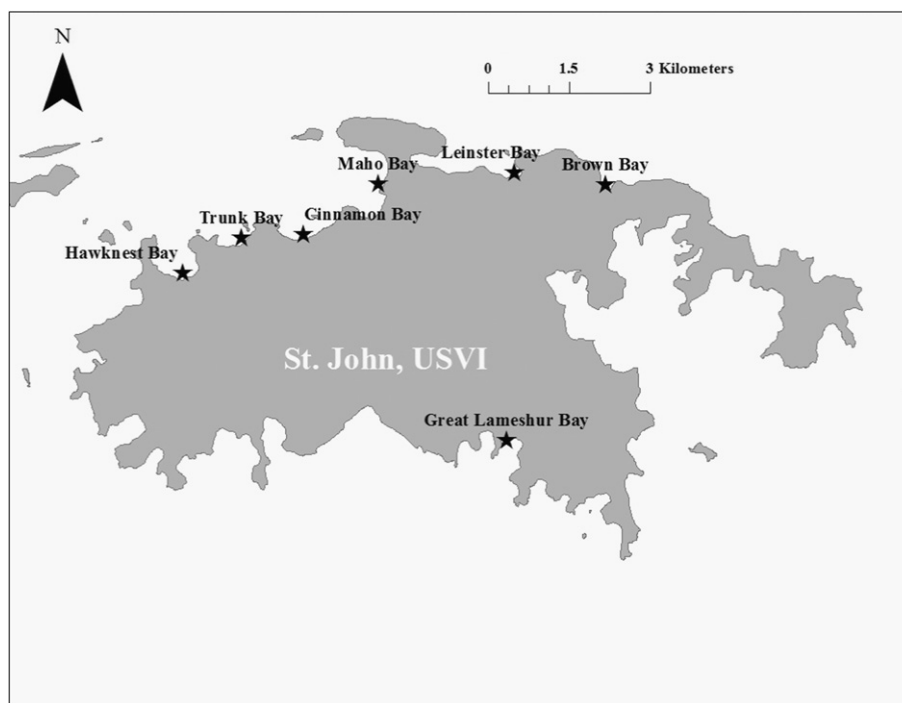 N
0 1.5 3 Kilometers
Leinster Bay
Maho Bay
Brown Bay
Trunk Bay
Cinnamon Bay
Hawknest Bay
St. John, USVI
Great Lameshur Bay